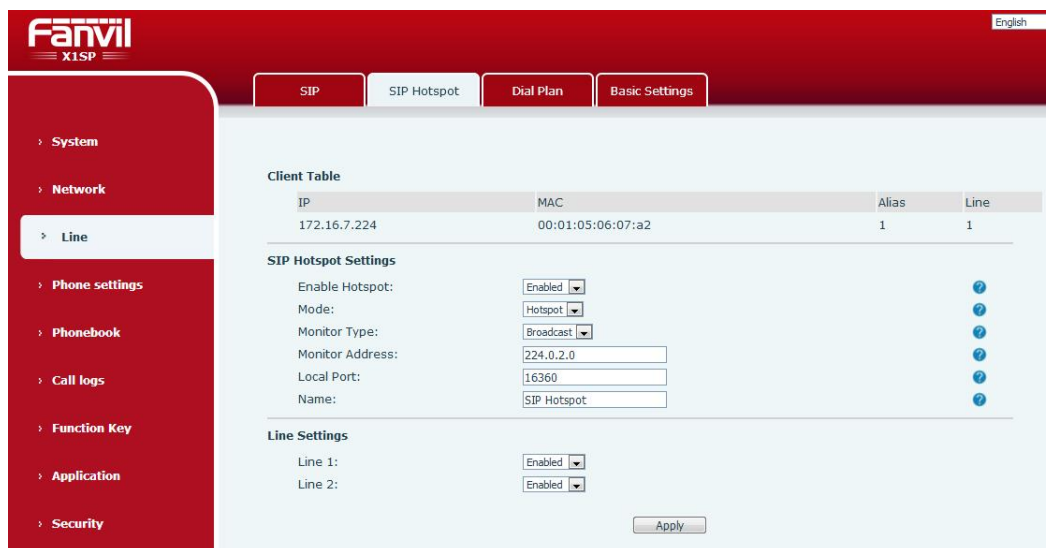 Fanvil
X1SP
English
SIP
SIP Hotspot
Dial Plan
Basic Settings
› System
› Network
› Line
› Phone settings
› Phonebook
› Call logs
› Function Key
› Application
› Security
Client Table
IP MAC Alias Line
172.16.7.224 00:01:05:06:07:a2 1 1
SIP Hotspot Settings
Enable Hotspot: Enabled
Mode: Hotspot
Monitor Type: Broadcast
Monitor Address: 224.0.2.0
Local Port: 16360
Name: SIP Hotspot
Line Settings
Line 1: Enabled
Line 2: Enabled
Apply